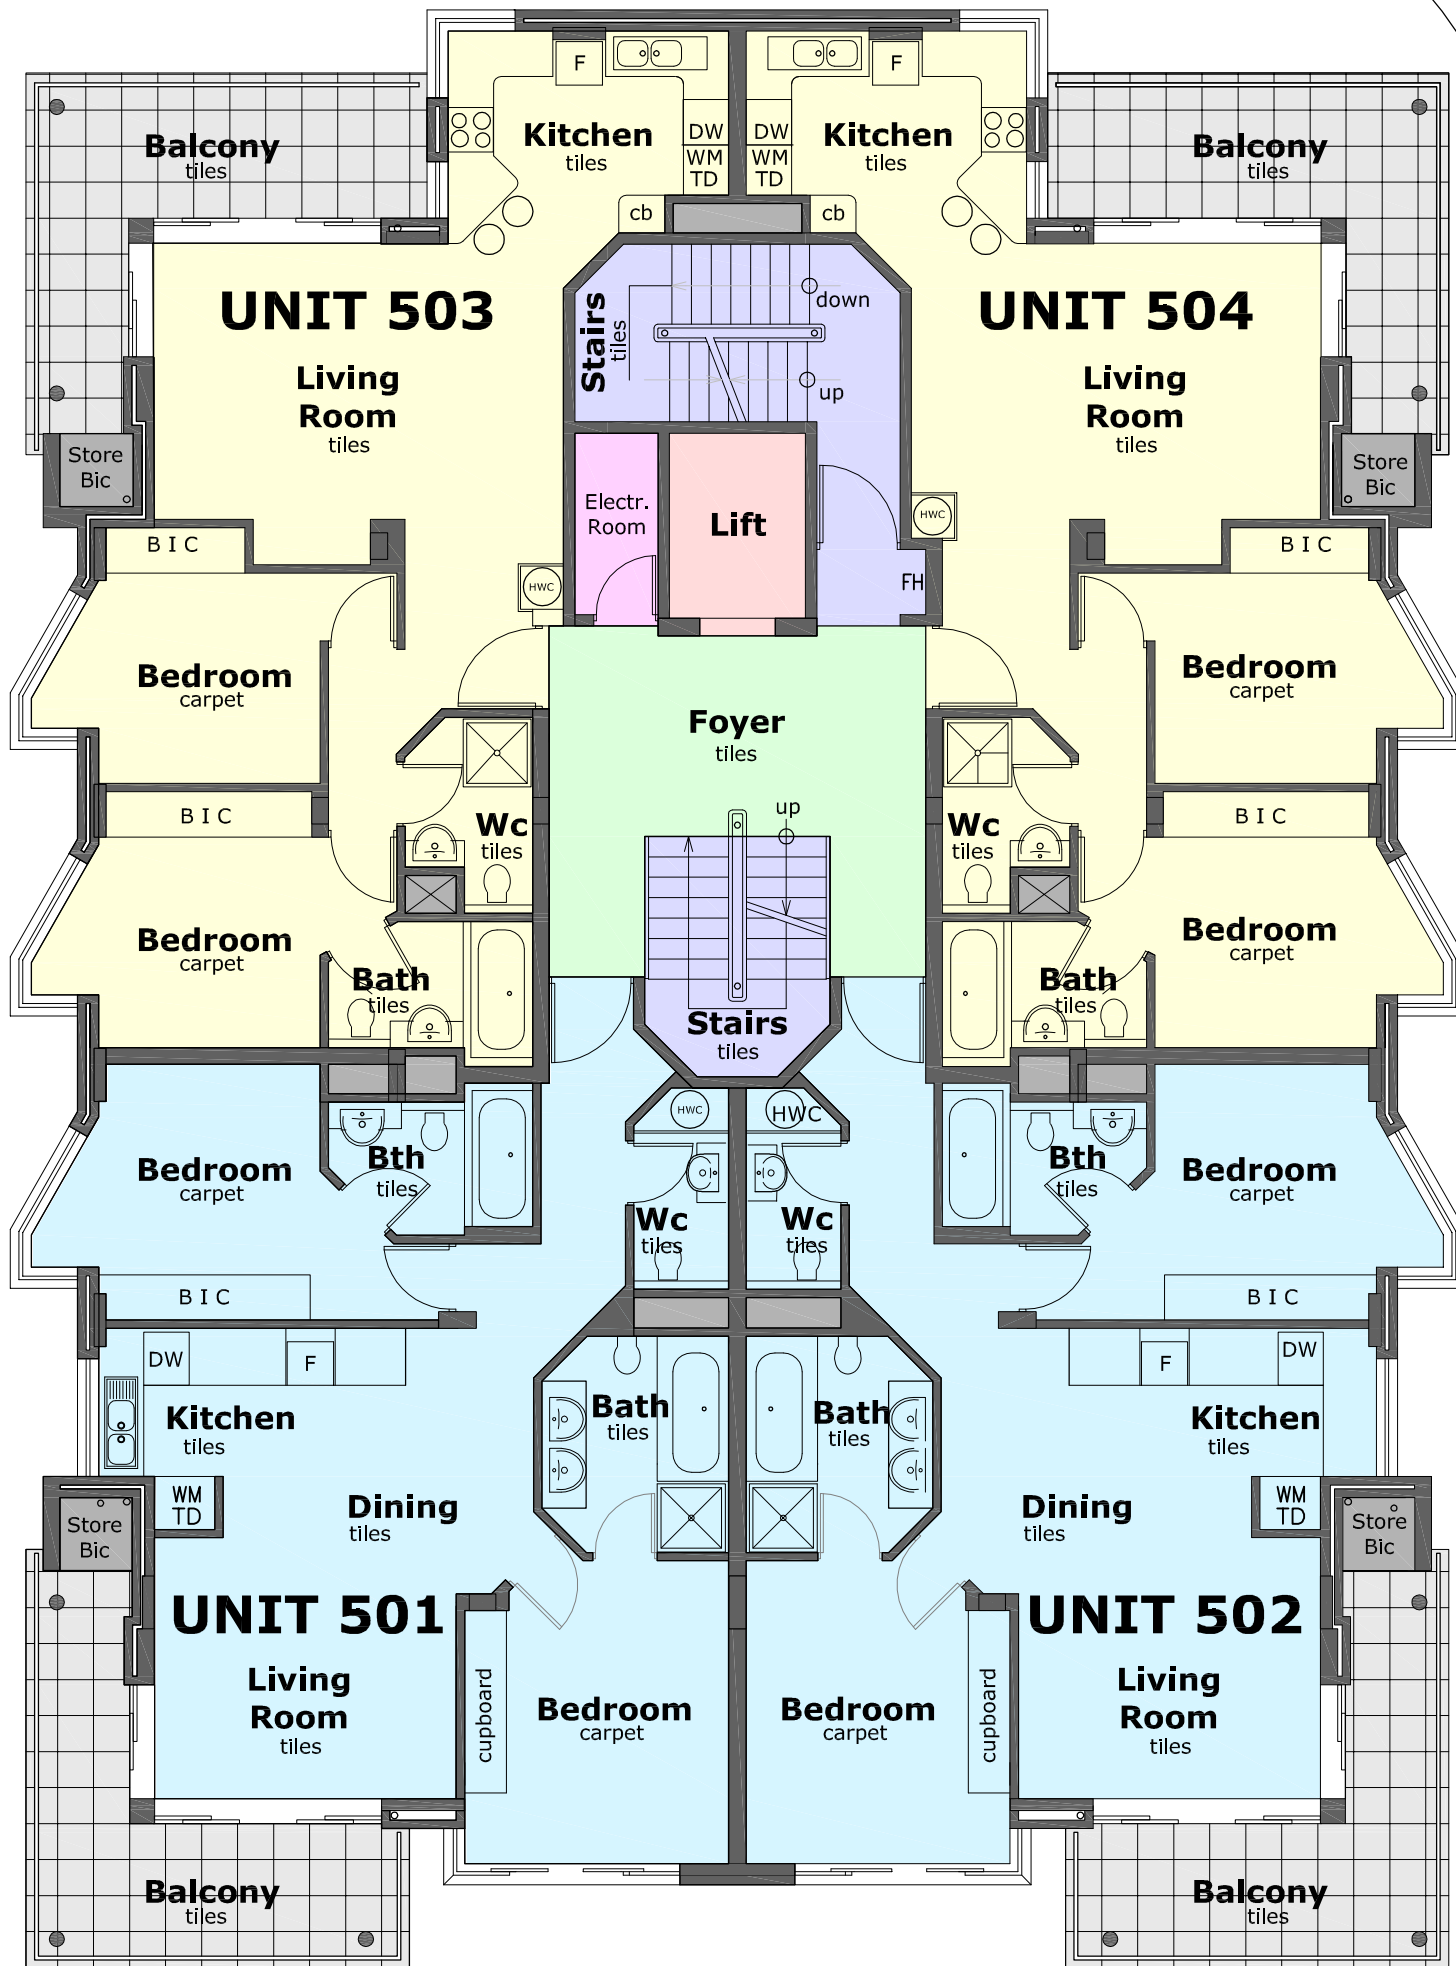 F
F
Balcony
tiles
Kitchen
tiles
DW
WM
TD
DW
WM
TD
Kitchen
tiles
Balcony
tiles
cb
cb
UNIT 503
Stairs
tiles
down
up
UNIT 504
Living
Room
tiles
Living
Room
tiles
Store
Bic
Electr.
Room
Lift
HWC
Store
Bic
B I C
B I C
HWC
FH
Bedroom
carpet
Foyer
tiles
Bedroom
carpet
B I C
Wc
tiles
up
Wc
tiles
B I C
Bedroom
carpet
Bath
tiles
Stairs
tiles
Bath
tiles
Bedroom
carpet
HWC
HWC
Bedroom
carpet
Bth
tiles
Wc
tiles
Wc
tiles
Bth
tiles
Bedroom
carpet
B I C
B I C
DW
F
F
DW
Kitchen
tiles
Bath
tiles
Bath
tiles
Kitchen
tiles
WM
TD
Dining
tiles
Dining
tiles
WM
TD
Store
Bic
Store
Bic
UNIT 501
UNIT 502
Living
Room
tiles
cupboard
Bedroom
carpet
Bedroom
carpet
cupboard
Living
Room
tiles
Balcony
tiles
Balcony
tiles